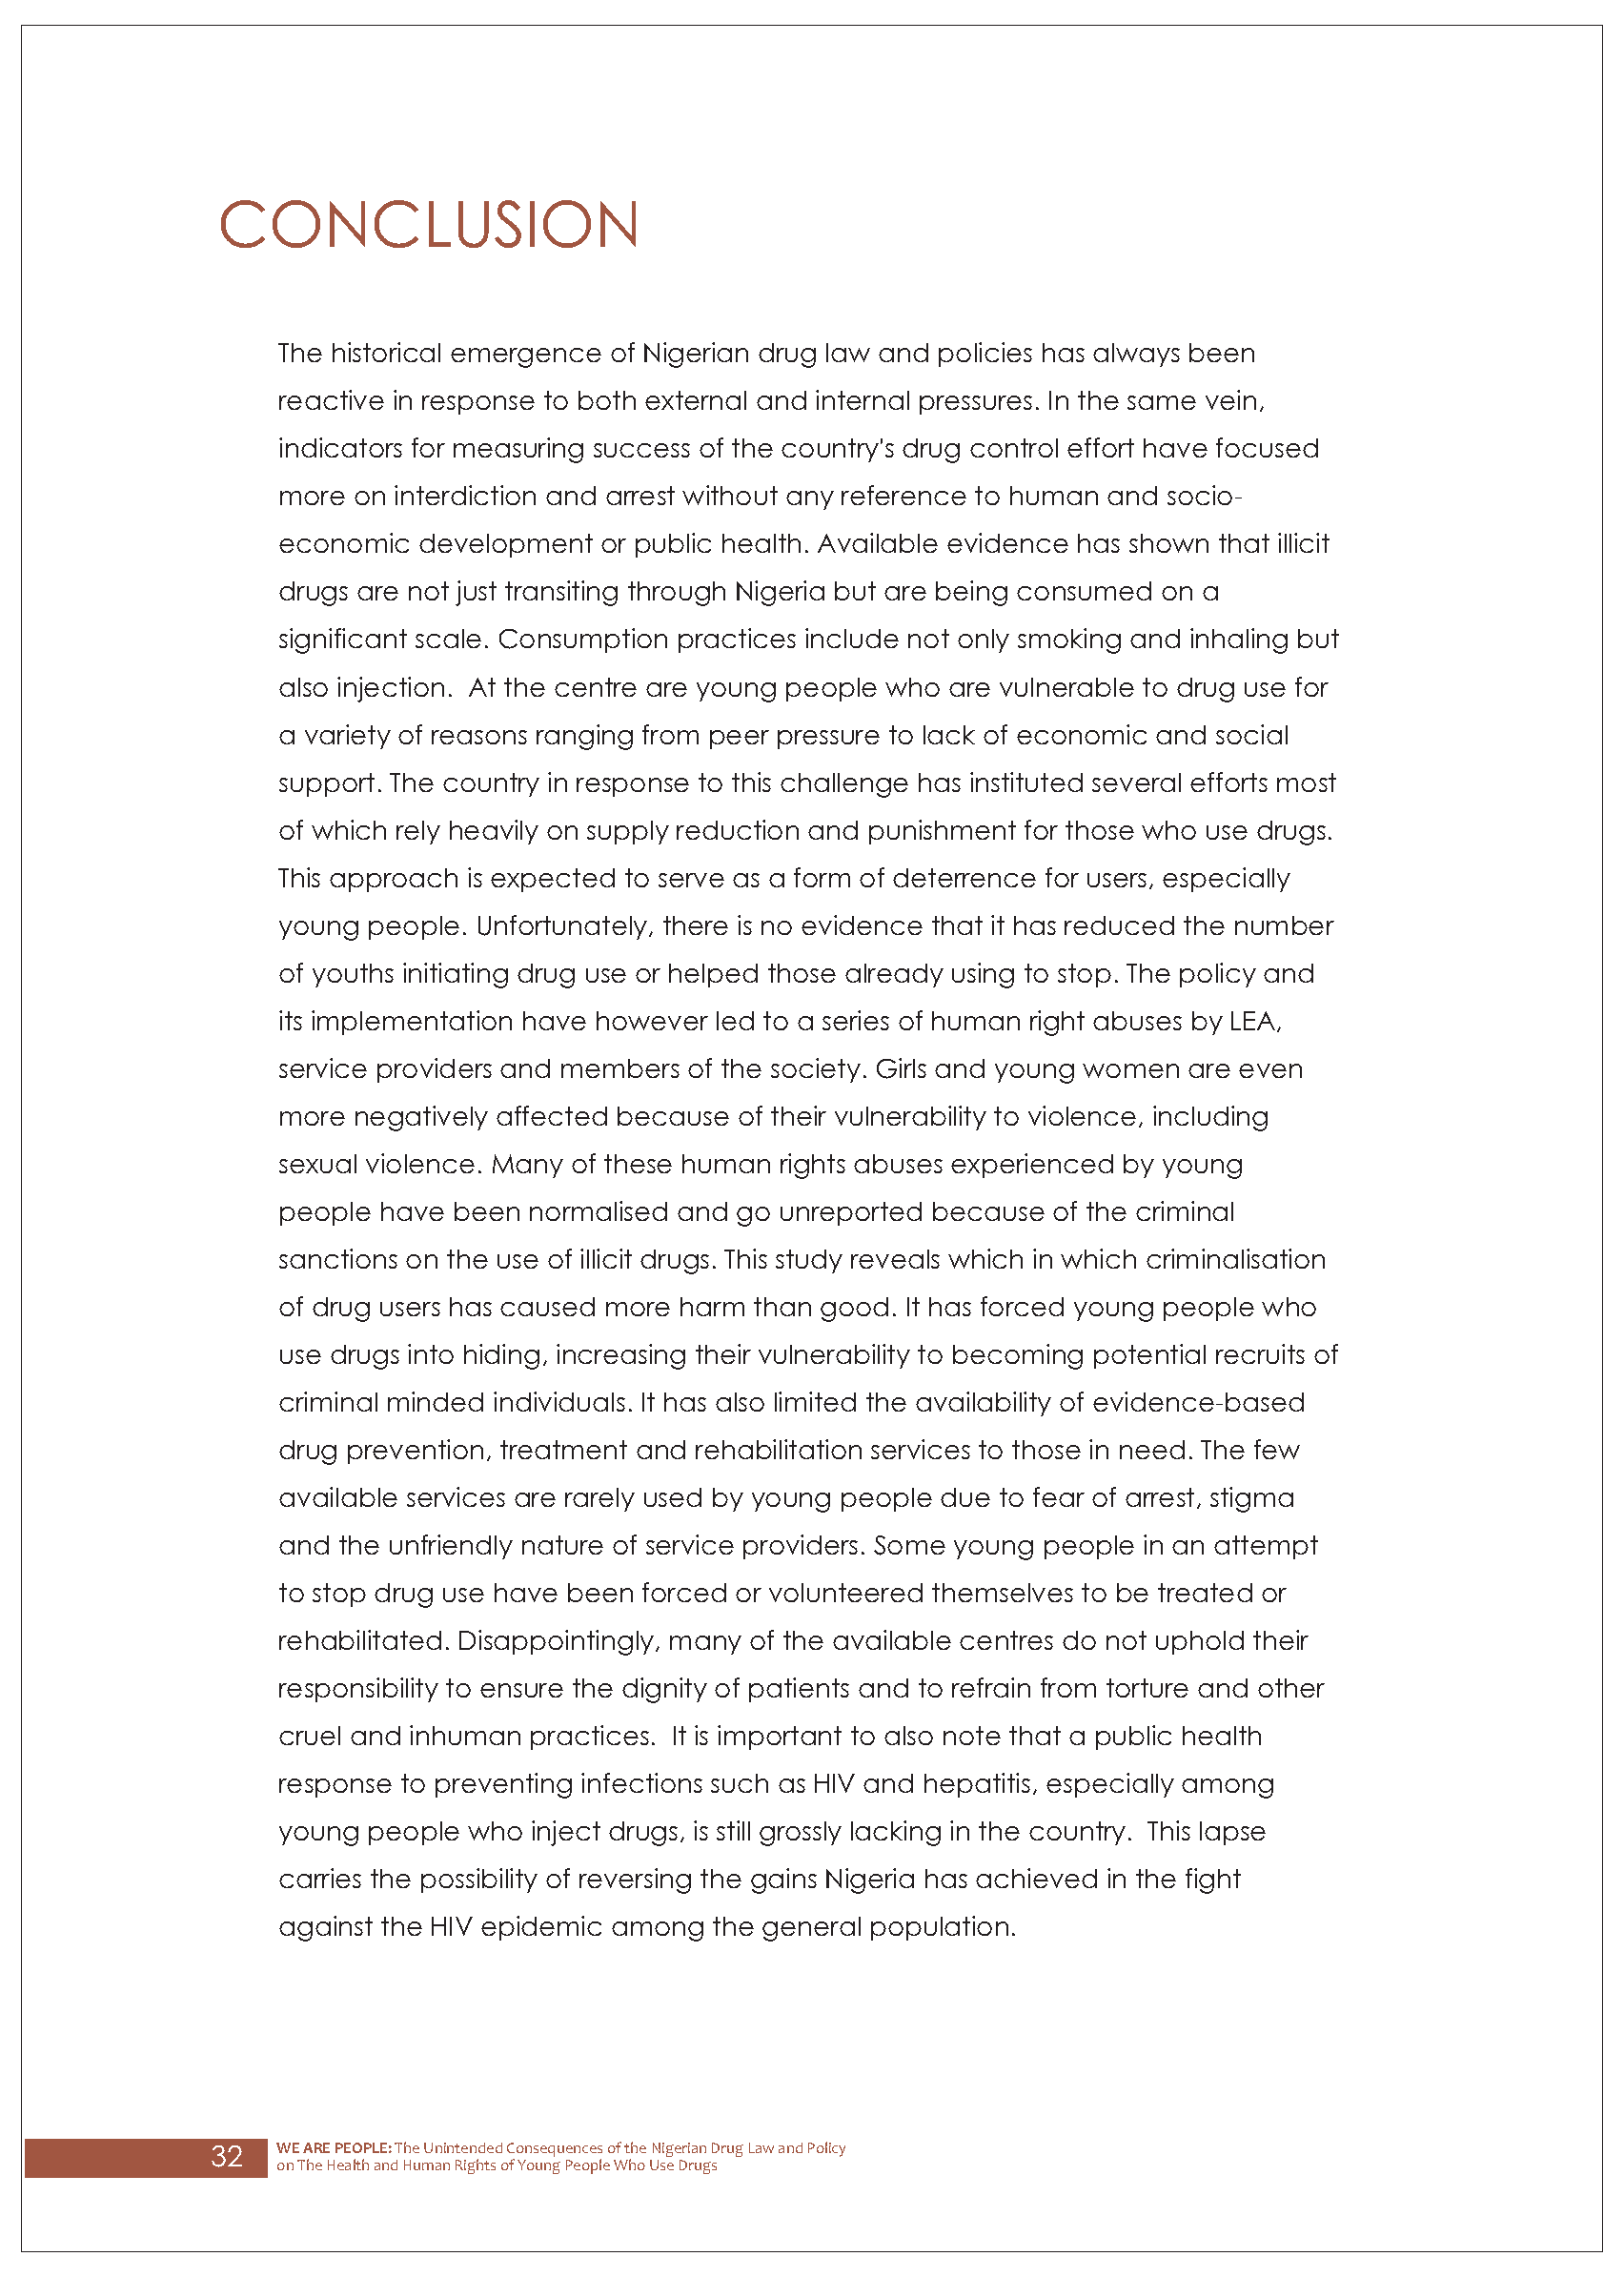 CONCLUSION
The historical emergence of Nigerian drug law and policies has always been
reactive in response to both external and internal pressures. In the same vein,
indicators for measuring success of the country's drug control effort have focused
more on interdiction and arrest without any reference to human and socio-
economic development or public health. Available evidence has shown that illicit
drugs are not just transiting through Nigeria but are being consumed on a
significant scale. Consumption practices include not only smoking and inhaling but
also injection.  At the centre are young people who are vulnerable to drug use for
a variety of reasons ranging from peer pressure to lack of economic and social
support. The country in response to this challenge has instituted several efforts most
of which rely heavily on supply reduction and punishment for those who use drugs.
This approach is expected to serve as a form of deterrence for users, especially
young people. Unfortunately, there is no evidence that it has reduced the number
of youths initiating drug use or helped those already using to stop. The policy and
its implementation have however led to a series of human right abuses by LEA,
service providers and members of the society. Girls and young women are even
more negatively affected because of their vulnerability to violence, including
sexual violence. Many of these human rights abuses experienced by young
people have been normalised and go unreported because of the criminal
sanctions on the use of illicit drugs. This study reveals which in which criminalisation
of drug users has caused more harm than good. It has forced young people who
use drugs into hiding, increasing their vulnerability to becoming potential recruits of
criminal minded individuals. It has also limited the availability of evidence-based
drug prevention, treatment and rehabilitation services to those in need. The few
available services are rarely used by young people due to fear of arrest, stigma
and the unfriendly nature of service providers. Some young people in an attempt
to stop drug use have been forced or volunteered themselves to be treated or
rehabilitated. Disappointingly, many of the available centres do not uphold their
responsibility to ensure the dignity of patients and to refrain from torture and other
cruel and inhuman practices.  It is important to also note that a public health
response to preventing infections such as HIV and hepatitis, especially among
young people who inject drugs, is still grossly lacking in the country.  This lapse
carries the possibility of reversing the gains Nigeria has achieved in the fight
against the HIV epidemic among the general population.
32
WE ARE PEOPLE: The Unintended Consequences of the Nigerian Drug Law and Policy
on The Health and Human Rights of Young People Who Use Drugs